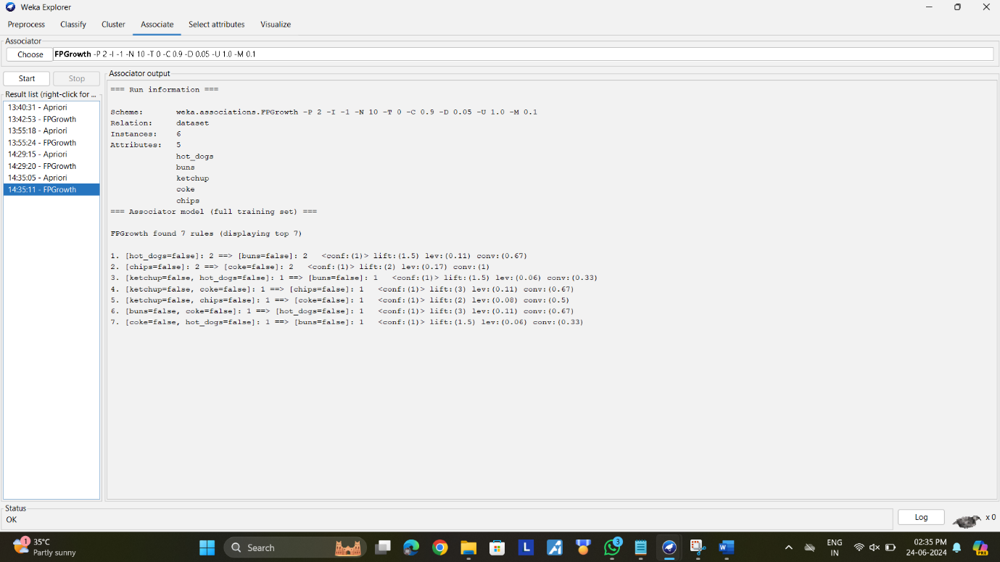 Weka Explorer
Preprocess Classify Cluster Associate Select attributes Visualize
Associator
Choose FPGrowth -P 2 -I -1 -N 10 -T 0 -C 0.9 -D 0.05 -U 1.0 -M 0.1
Start Stop
Result list (right-click for ...
13:40:31 - Apriori
13:42:53 - FPGrowth
13:55:18 - Apriori
13:55:24 - FPGrowth
14:29:15 - Apriori
14:29:20 - FPGrowth
14:35:05 - Apriori
14:35:11 - FPGrowth
Associator output
=== Run information ===
Scheme: weka.associations.FPGrowth -P 2 -I -1 -N 10 -T 0 -C 0.9 -D 0.05 -U 1.0 -M 0.1
Relation: dataset
Instances: 6
Attributes: 5
hot_dogs
buns
ketchup
coke
chips
=== Associator model (full training set) ===
FPGrowth found 7 rules (displaying top 7)
1. [hot_dogs=false]: 2 ==> [buns=false]: 2 <conf:(1)> lift:(1.5) lev:(0.11) conv:(0.67)
2. [chips=false]: 2 ==> [coke=false]: 2 <conf:(1)> lift:(2) lev:(0.17) conv:(1)
3. [ketchup=false, hot_dogs=false]: 1 ==> [buns=false]: 1 <conf:(1)> lift:(1.5) lev:(0.06) conv:(0.33)
4. [ketchup=false, coke=false]: 1 ==> [chips=false]: 1 <conf:(1)> lift:(3) lev:(0.11) conv:(0.67)
5. [ketchup=false, chips=false]: 1 ==> [coke=false]: 1 <conf:(1)> lift:(2) lev:(0.08) conv:(0.5)
6. [buns=false, coke=false]: 1 ==> [hot_dogs=false]: 1 <conf:(1)> lift:(3) lev:(0.11) conv:(0.67)
7. [coke=false, hot_dogs=false]: 1 ==> [buns=false]: 1 <conf:(1)> lift:(1.5) lev:(0.06) conv:(0.33)
Status
OK
Log x 0
1
35°C
Partly sunny
Search
L
3
W
ENG
IN
02:35 PM
24-06-2024
PRE